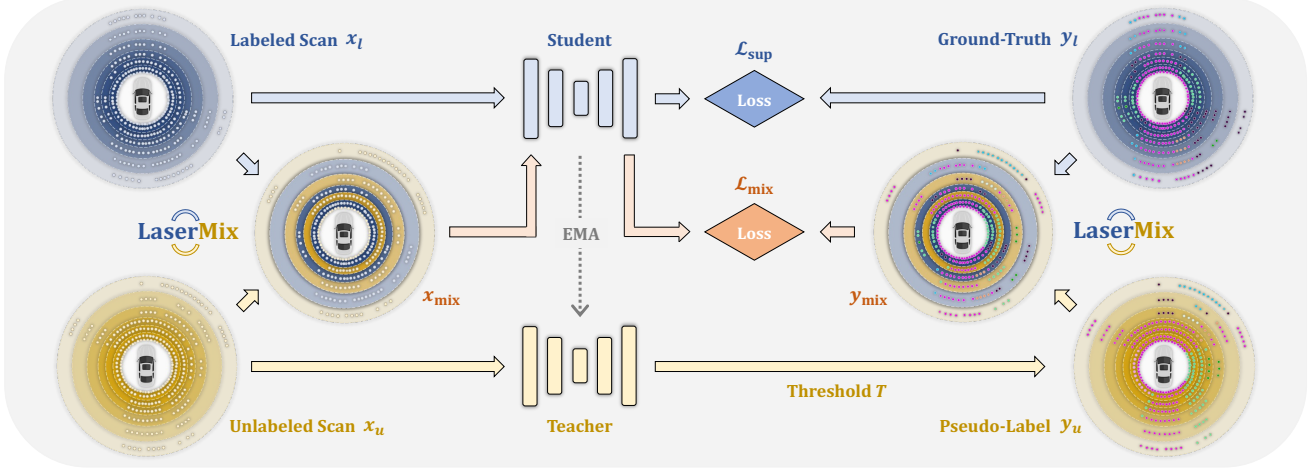 Labeled Scan x_l
Student
ℒ_sup
Ground-Truth y_l
Loss
LaserMix
x_mix
EMA
ℒ_mix
Loss
y_mix
LaserMix
Unlabeled Scan x_u
Teacher
Threshold T
Pseudo-Label y_u